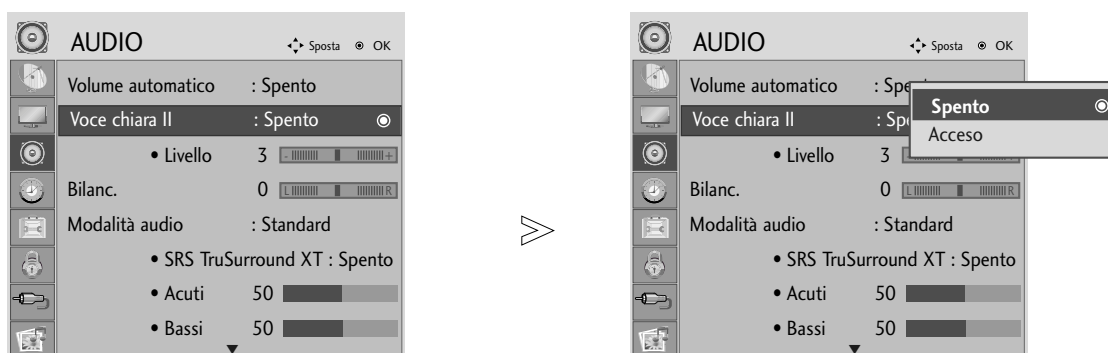 AUDIO Sposta OK
Volume automatico : Spento
Voce chiara II : Spento
• Livello 3 - +
Bilanc. 0 L R
Modalità audio : Standard
• SRS TruSurround XT : Spento
• Acuti 50
• Bassi 50
AUDIO Sposta OK
Volume automatico : Spe
Voce chiara II : Sp
Spento
Acceso
• Livello 3
Bilanc. 0 L R
Modalità audio : Standard
• SRS TruSurround XT : Spento
• Acuti 50
• Bassi 50